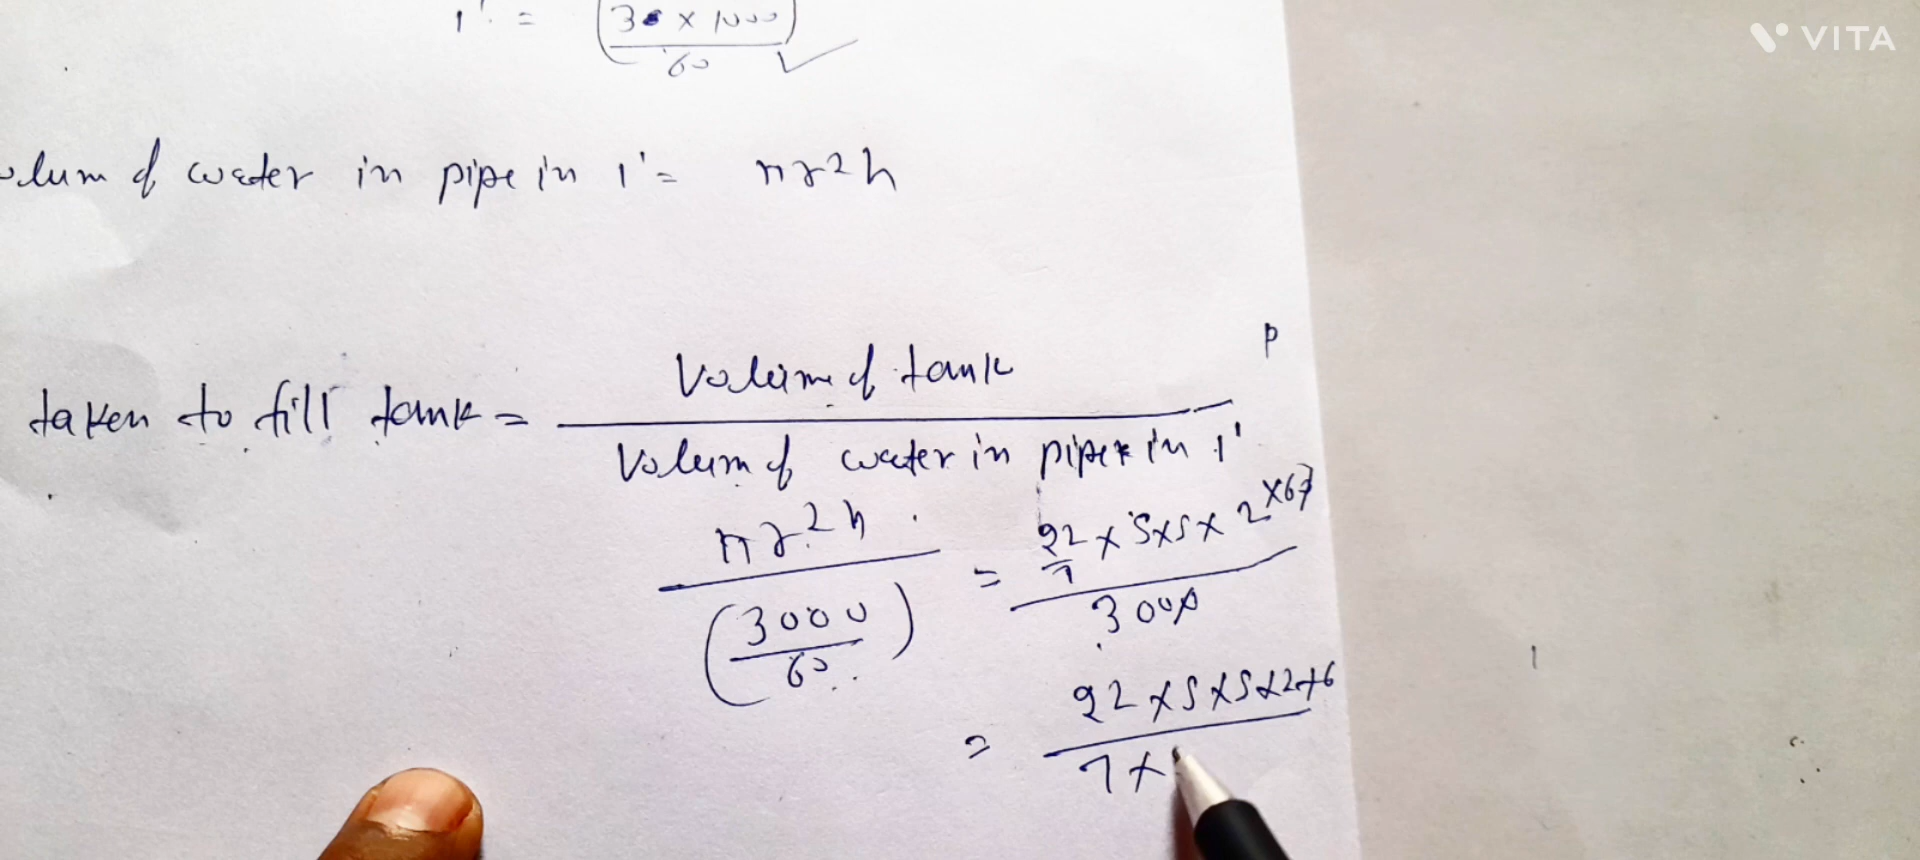 1' = (3 × 1000 / 60)
VITA
olum of water in pipe in 1' = πr²h
p
taken to fill tank = Volume of tank / Volum of water in pipe in 1'
πr²h / (3000 / 60) = 22/7 × 5×5× 2 ×60 / 3000
= 22 × 5×5×2×6 / 7×